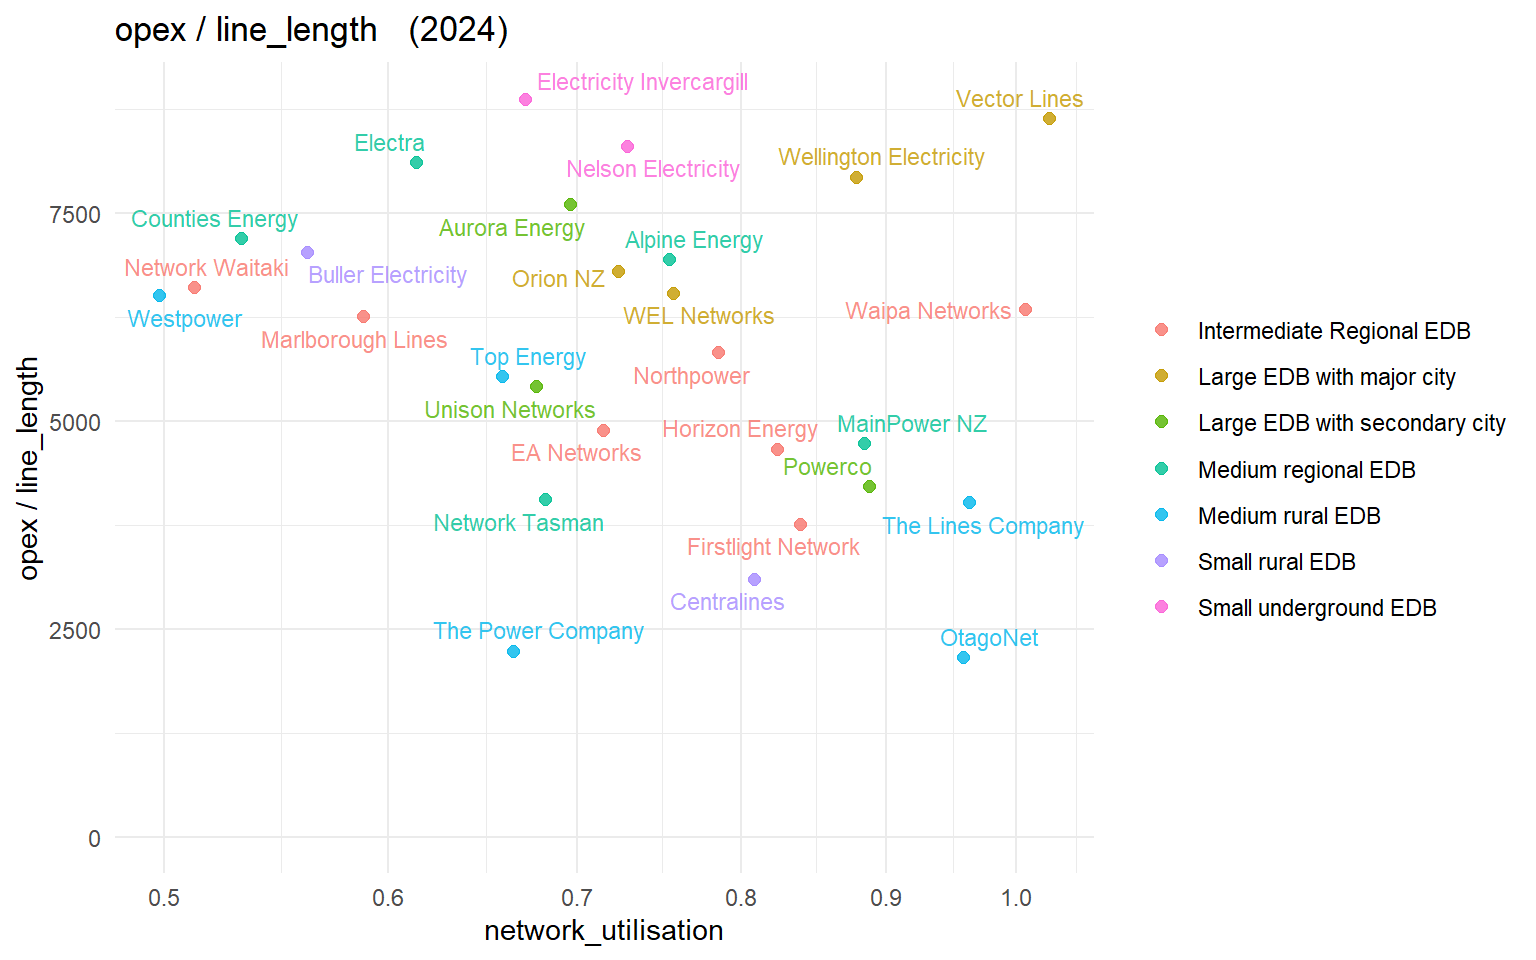 opex / line_length (2024)
Electricity Invercargill
Vector Lines
Electra
Wellington Electricity
Nelson Electricity
7500
Counties Energy
Aurora Energy
Alpine Energy
Network Waitaki
Buller Electricity
Orion NZ
Westpower
WEL Networks
Waipa Networks
Marlborough Lines
Top Energy
Northpower
Unison Networks
5000
Horizon Energy
MainPower NZ
EA Networks
Powerco
Network Tasman
The Lines Company
Firstlight Network
Centralines
2500
The Power Company
OtagoNet
0
opex / line_length
0.5 0.6 0.7 0.8 0.9 1.0
network_utilisation
Intermediate Regional EDB
Large EDB with major city
Large EDB with secondary city
Medium regional EDB
Medium rural EDB
Small rural EDB
Small underground EDB